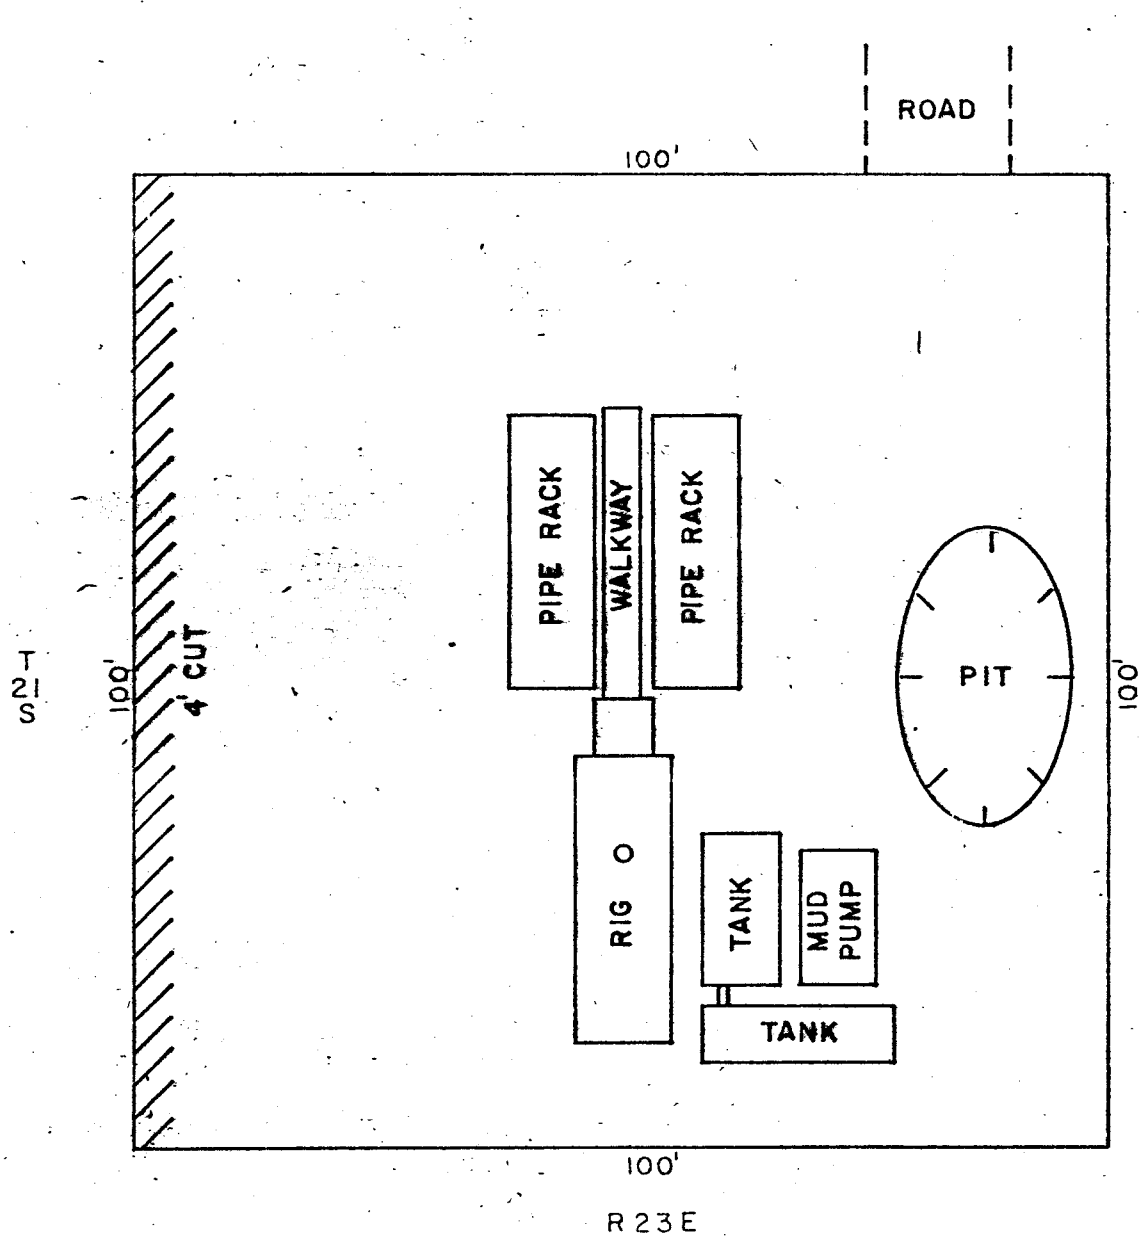 ROAD
100'
PIPE RACK
WALKWAY
PIPE RACK
T
21
S
100'
4' CUT
PIT
100'
RIG
TANK
MUD
PUMP
TANK
100'
R 23 E